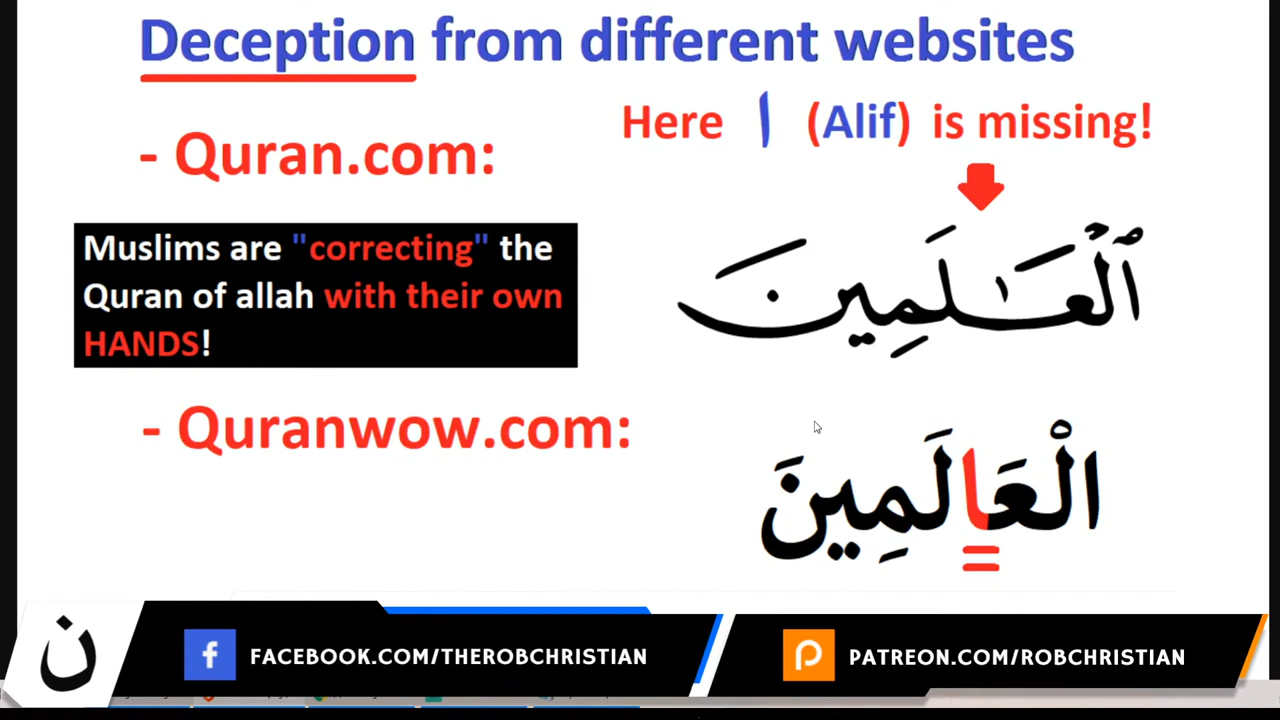 Deception from different websites
Here ا (Alif) is missing!
- Quran.com:
ٱلْعَـٰلَمِينَ
Muslims are "correcting" the
Quran of allah with their own
HANDS!
- Quranwow.com:
الْعَالَمِينَ
ن
f FACEBOOK.COM/THEROBCHRISTIAN
PATREON.COM/ROBCHRISTIAN